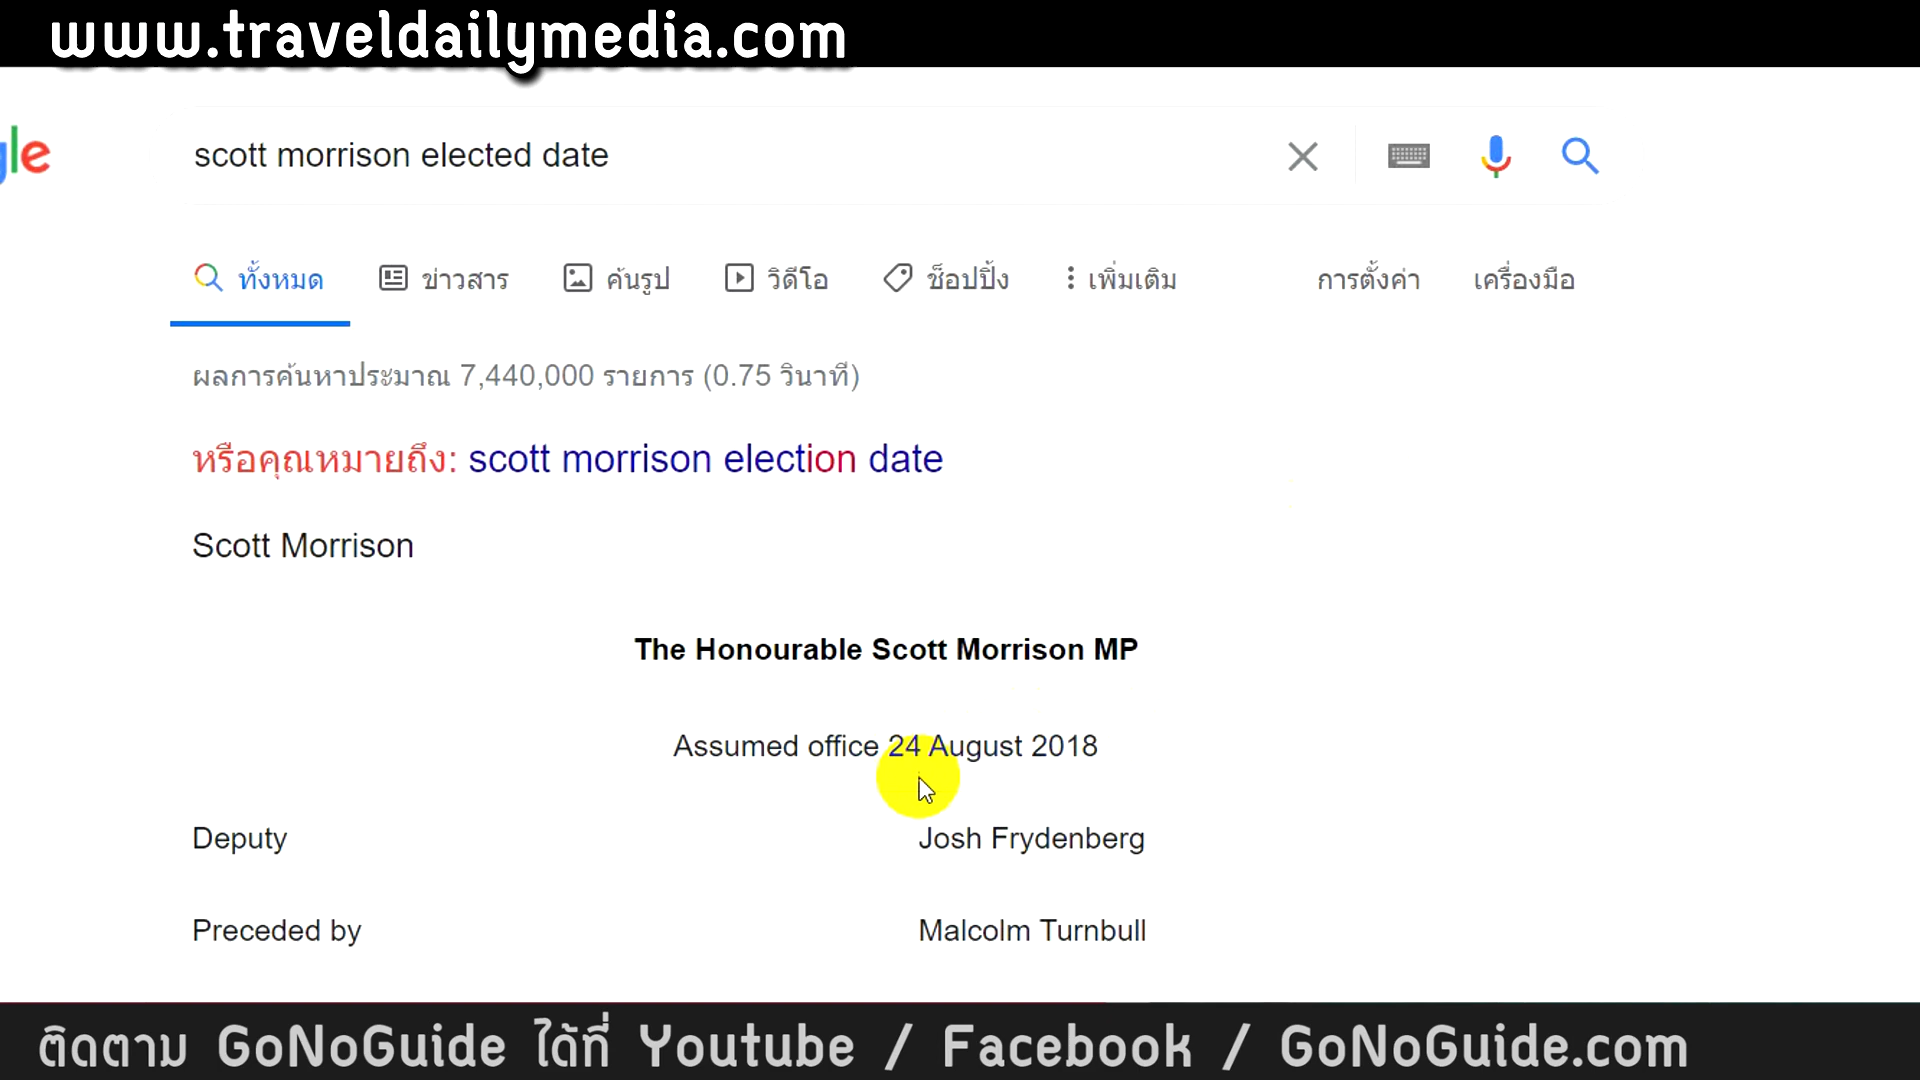 www.traveldailymedia.com
gle scott morrison elected date
ทั้งหมด ข่าวสาร ค้นรูป วิดีโอ ช็อปปิ้ง เพิ่มเติม การตั้งค่า เครื่องมือ
ผลการค้นหาประมาณ 7,440,000 รายการ (0.75 วินาที)
หรือคุณหมายถึง: scott morrison election date
Scott Morrison
The Honourable Scott Morrison MP
Assumed office 24 August 2018
Deputy Josh Frydenberg
Preceded by Malcolm Turnbull
ติดตาม GoNoGuide ได้ที่ Youtube / Facebook / GoNoGuide.com